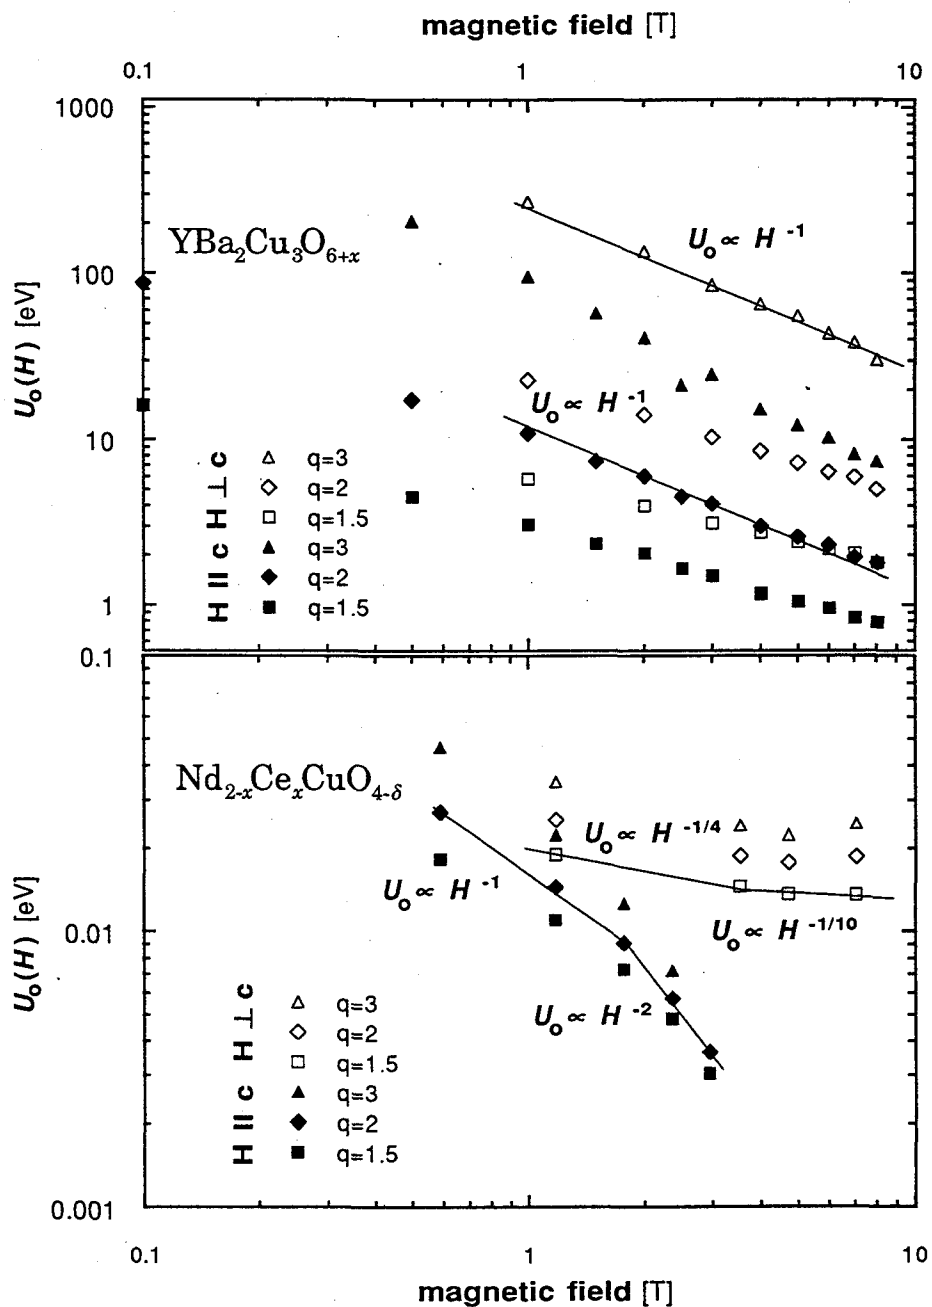 magnetic field [T]
0.1 1 10
1000
YBa₂Cu₃O₆₊ₓ
Uₒ ∝ H ⁻¹
100
Uₒ(H) [eV]
Uₒ ∝ H ⁻¹
10
H ⊥ c
q=3
q=2
q=1.5
H || c
q=3
q=2
q=1.5
1
0.1
Nd₂₋ₓCeₓCuO₄₋δ
Uₒ ∝ H ⁻¹/⁴
Uₒ ∝ H ⁻¹
Uₒ ∝ H ⁻¹/¹⁰
0.01
Uₒ(H) [eV]
Uₒ ∝ H ⁻²
H ⊥ c
q=3
q=2
q=1.5
H || c
q=3
q=2
q=1.5
0.001
0.1 1 10
magnetic field [T]